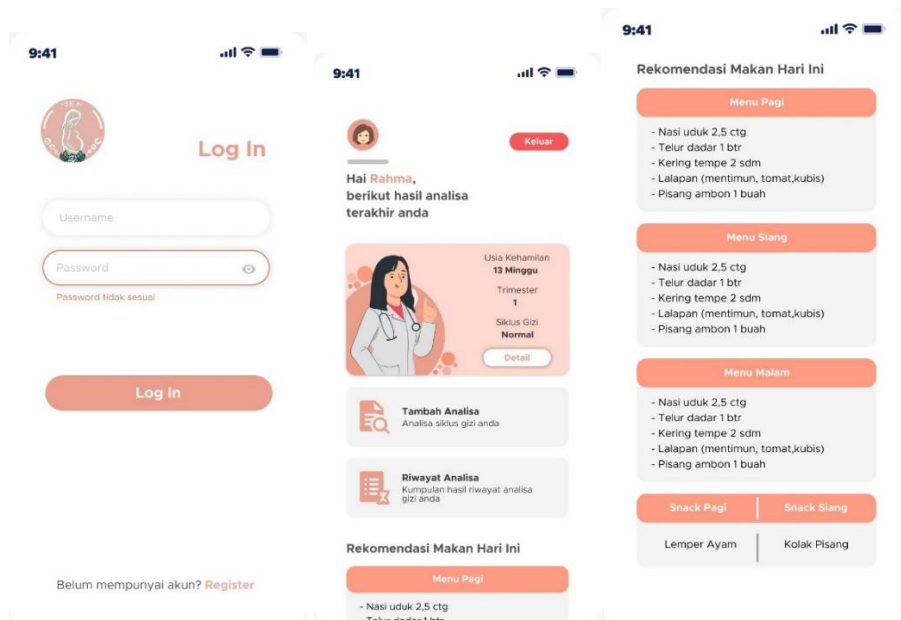 9:41
Log In
Username
Password
Password tidak sesuai
Log In
Belum mempunyai akun? Register
9:41
Keluar
Hai Rahma,
berikut hasil analisa
terakhir anda
Usia Kehamilan
13 Minggu
Trimester
1
Siklus Gizi
Normal
Detail
Tambah Analisa
Analisa siklus gizi anda
Riwayat Analisa
Kumpulan hasil riwayat analisa
gizi anda
Rekomendasi Makan Hari Ini
Menu Pagi
- Nasi uduk 2,5 ctg
- Telur dadar 1 btr
9:41
Rekomendasi Makan Hari Ini
Menu Pagi
- Nasi uduk 2,5 ctg
- Telur dadar 1 btr
- Kering tempe 2 sdm
- Lalapan (mentimun, tomat,kubis)
- Pisang ambon 1 buah
Menu Siang
- Nasi uduk 2,5 ctg
- Telur dadar 1 btr
- Kering tempe 2 sdm
- Lalapan (mentimun, tomat,kubis)
- Pisang ambon 1 buah
Menu Malam
- Nasi uduk 2,5 ctg
- Telur dadar 1 btr
- Kering tempe 2 sdm
- Lalapan (mentimun, tomat,kubis)
- Pisang ambon 1 buah
Snack Pagi Snack Siang
Lemper Ayam Kolak Pisang